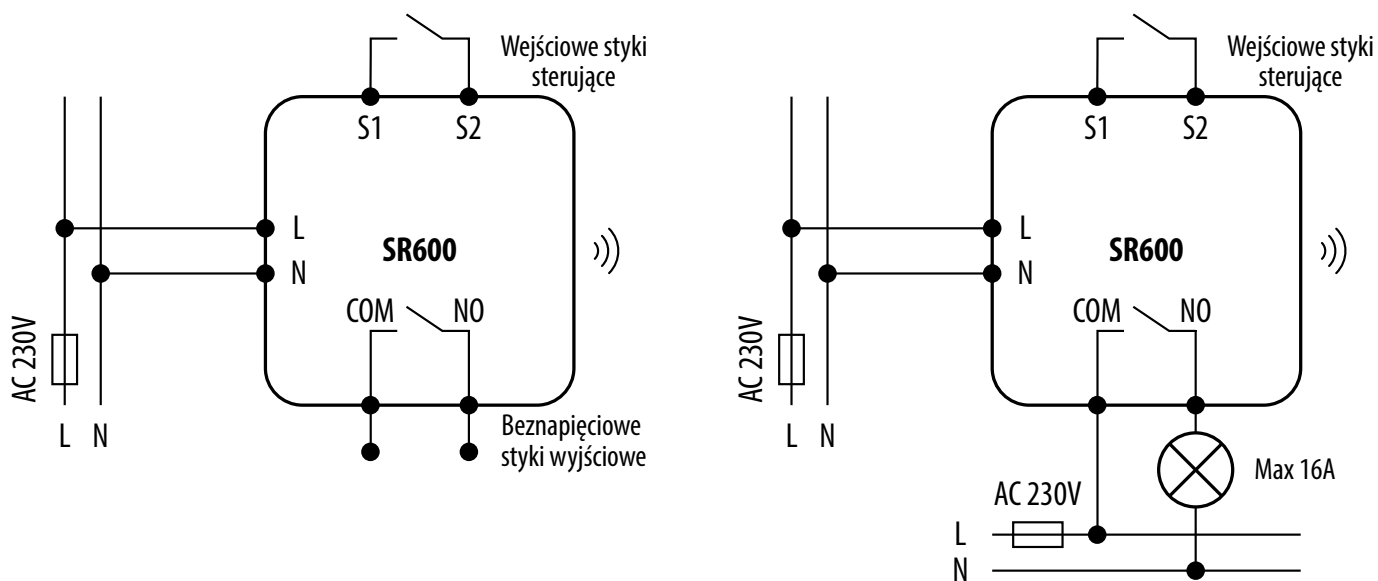 Wejściowe styki
sterujące
S1 S2
L
SR600
N
COM NO
AC 230V
L N
Beznapięciowe
styki wyjściowe
Wejściowe styki
sterujące
S1 S2
L
SR600
N
COM NO
AC 230V
L N
Max 16A
AC 230V
L
N